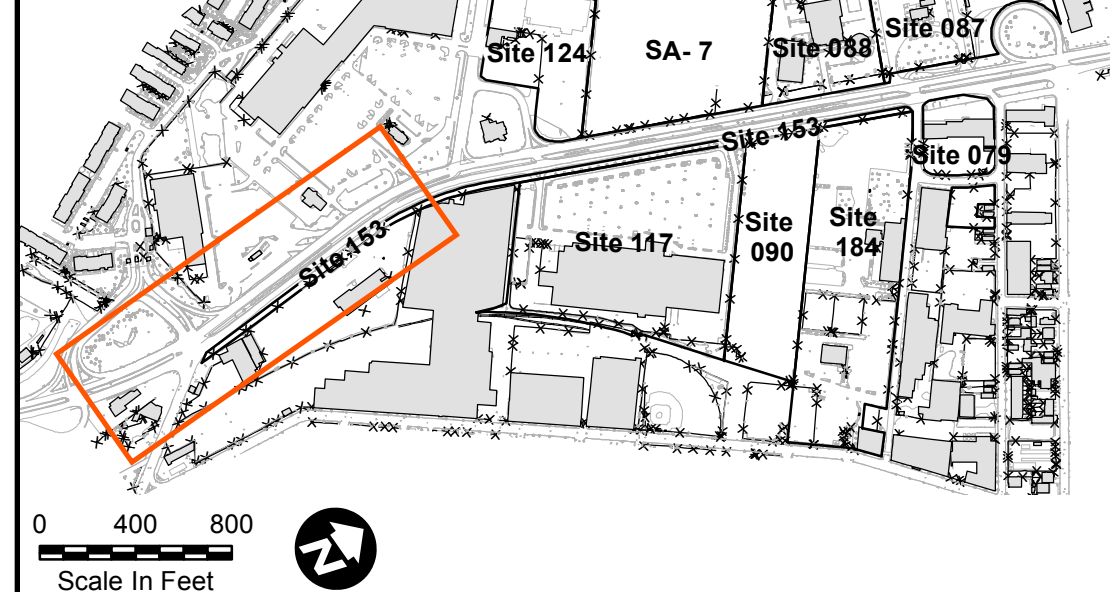 Site 087
Site 088
SA- 7
Site 124
Site 153
Site 079
Site
184
Site
090
Site 117
Site 153
0 400 800
Scale In Feet
N